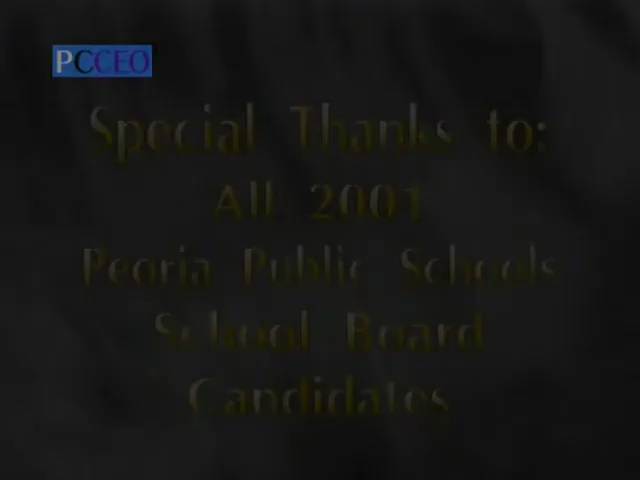 PCCEO
Special Thanks to:
All 2001
Peoria Public Schools
School Board
Candidates